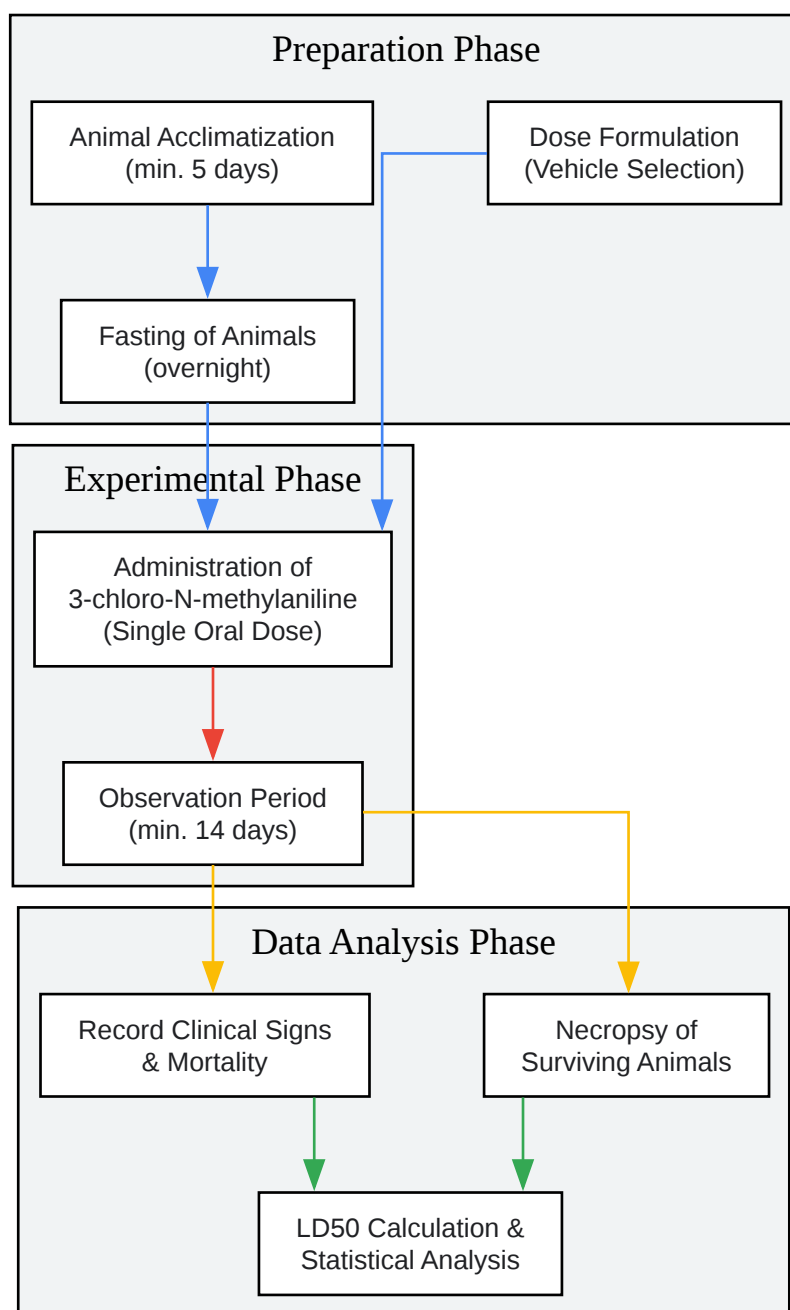 Preparation Phase
Animal Acclimatization
(min. 5 days)
Dose Formulation
(Vehicle Selection)
Fasting of Animals
(overnight)
Experimental Phase
Administration of
3-chloro-N-methylaniline
(Single Oral Dose)
Observation Period
(min. 14 days)
Data Analysis Phase
Record Clinical Signs
& Mortality
Necropsy of
Surviving Animals
LD50 Calculation &
Statistical Analysis